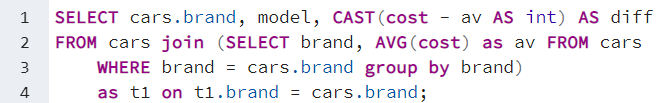 1 SELECT cars.brand, model, CAST(cost - av AS int) AS diff
2 FROM cars join (SELECT brand, AVG(cost) as av FROM cars
3 WHERE brand = cars.brand group by brand)
4 as t1 on t1.brand = cars.brand;